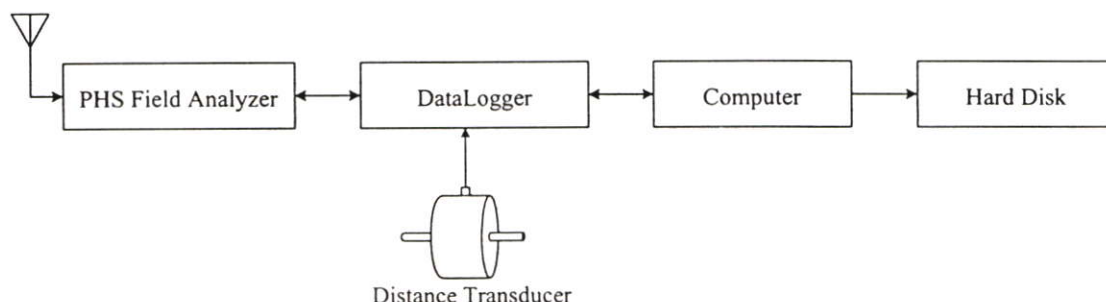 PHS Field Analyzer
DataLogger
Computer
Hard Disk
Distance Transducer